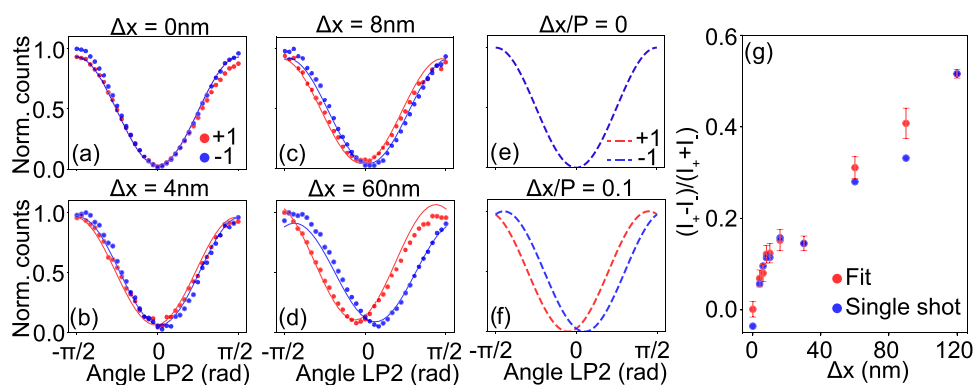 Δx = 0nm
Δx = 8nm
Δx/P = 0
Norm. counts
1.0
0.5
0.0
(a)
+1
-1
(c)
(e)
+1
-1
Δx = 4nm
Δx = 60nm
Δx/P = 0.1
Norm. counts
1.0
0.5
0.0
(b)
(d)
(f)
-π/2
0
π/2
Angle LP2 (rad)
-π/2
0
π/2
Angle LP2 (rad)
-π/2
0
π/2
Angle LP2 (rad)
(g)
(I₊-I₋)/(I₊+I₋)
0.6
0.4
0.2
0.0
Fit
Single shot
0
40
80
120
Δx (nm)